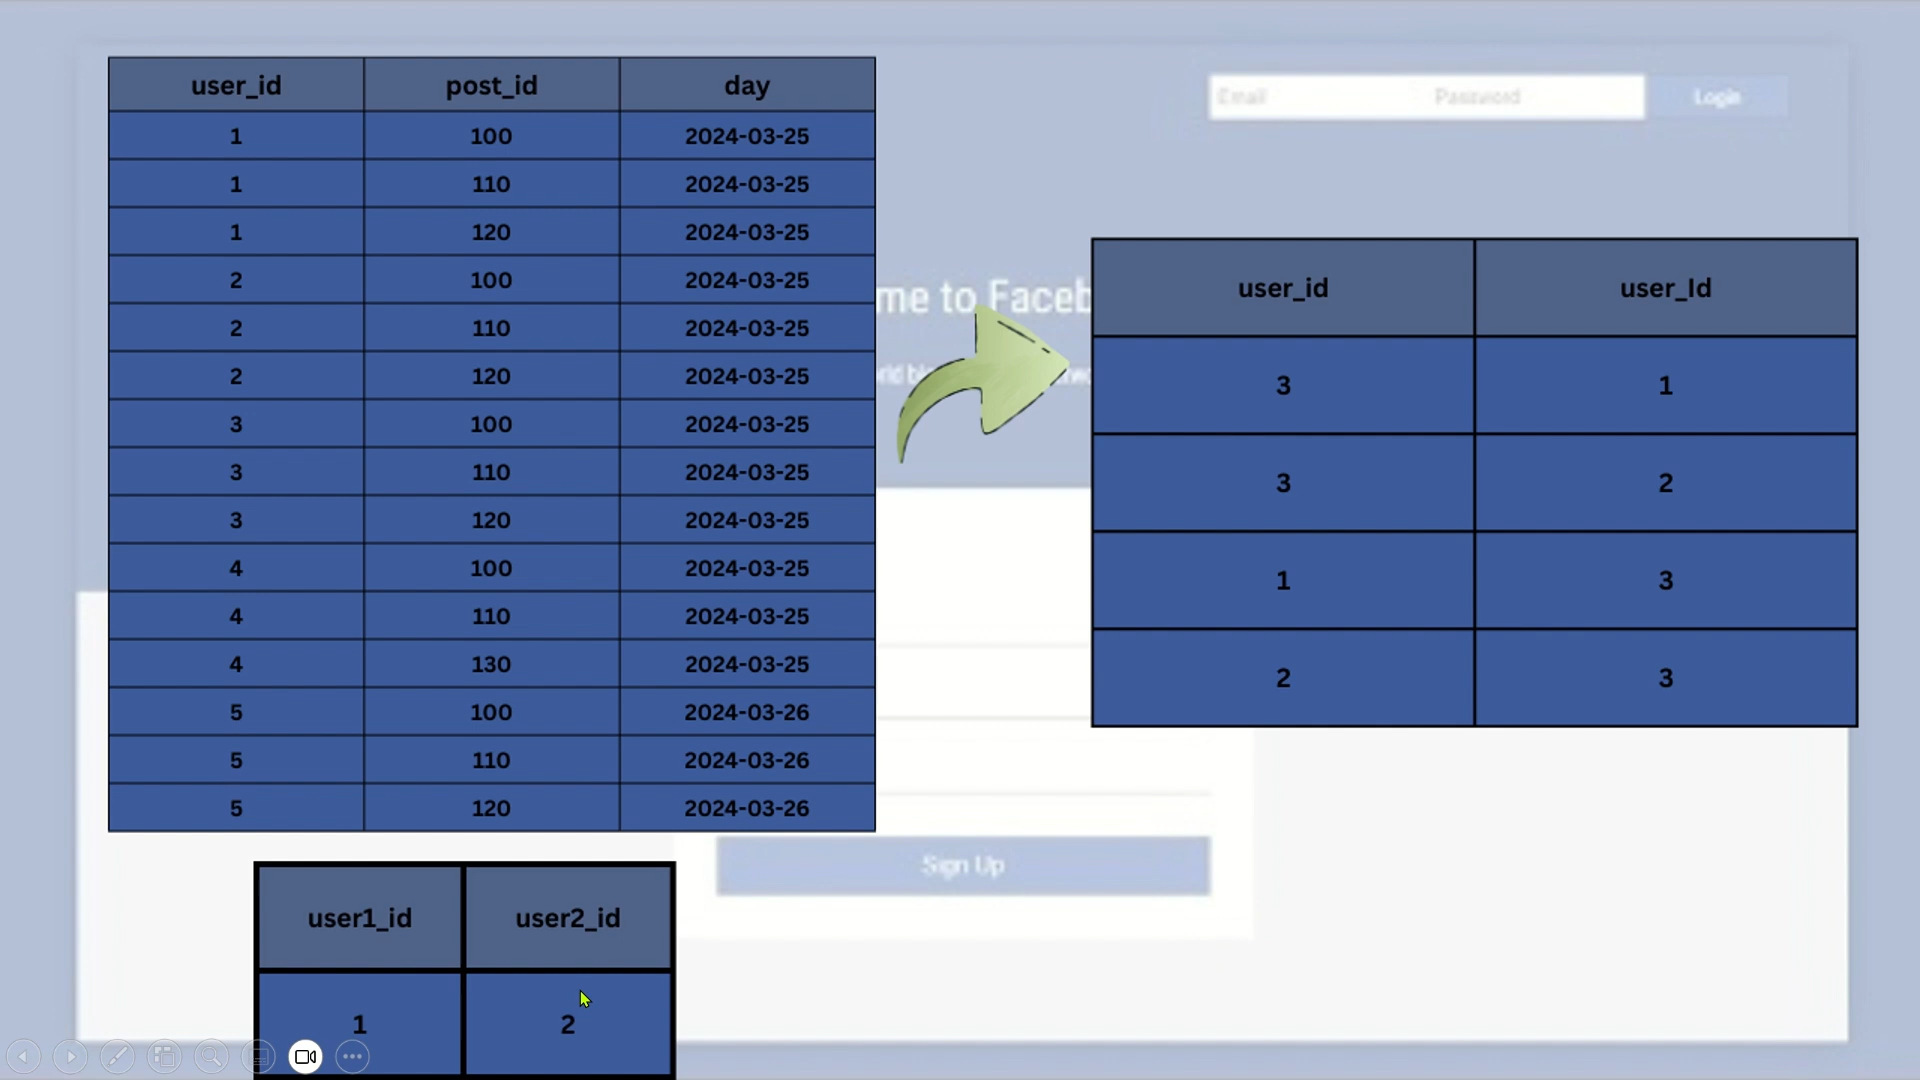 user_id post_id day
1 100 2024-03-25
1 110 2024-03-25
1 120 2024-03-25
2 100 2024-03-25
2 110 2024-03-25
2 120 2024-03-25
3 100 2024-03-25
3 110 2024-03-25
3 120 2024-03-25
4 100 2024-03-25
4 110 2024-03-25
4 130 2024-03-25
5 100 2024-03-26
5 110 2024-03-26
5 120 2024-03-26
Email Password Login
me to Faceb
user_id user_Id
3 1
3 2
1 3
2 3
Sign Up
user1_id user2_id
1 2